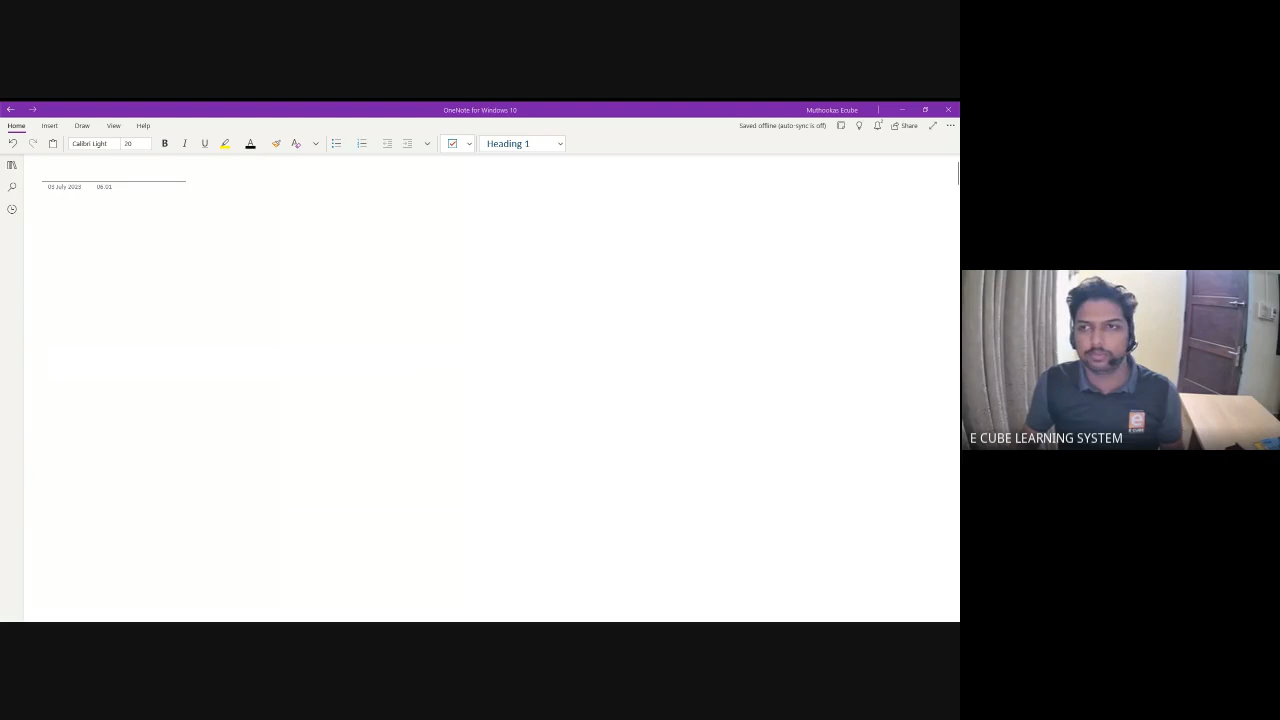 OneNote for Windows 10
Muthookas Ecube
Home Insert Draw View Help
Saved offline (auto-sync is off)
Share
Calibri Light 20 B I U A Heading 1
03 July 2023 06:01
e
E CUBE
E CUBE LEARNING SYSTEM